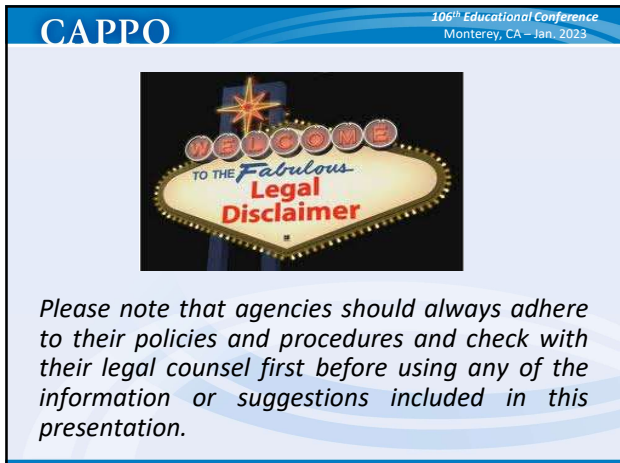 CAPPO
106th Educational Conference
Monterey, CA – Jan. 2023
WELCOME
TO THE Fabulous
Legal
Disclaimer
Please note that agencies should always adhere
to their policies and procedures and check with
their legal counsel first before using any of the
information or suggestions included in this
presentation.